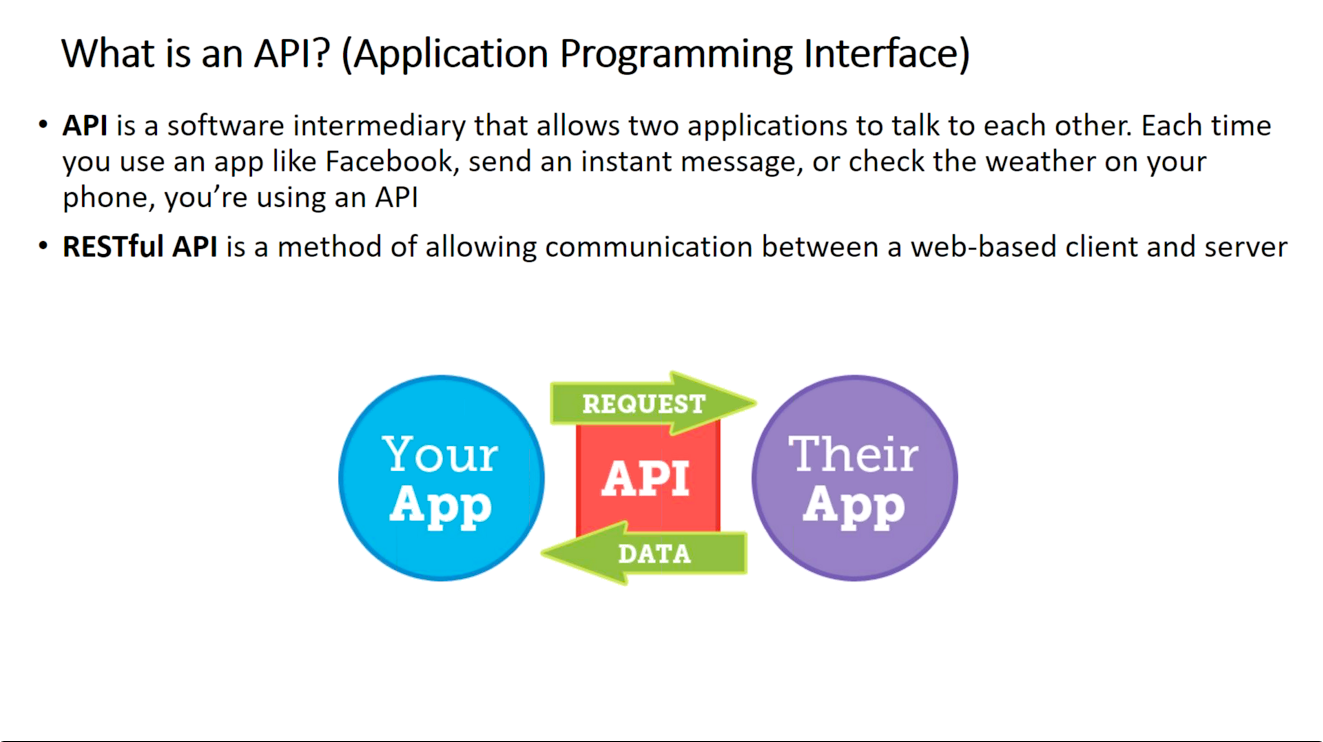 What is an API? (Application Programming Interface)
• API is a software intermediary that allows two applications to talk to each other. Each time
you use an app like Facebook, send an instant message, or check the weather on your
phone, you’re using an API
• RESTful API is a method of allowing communication between a web-based client and server
REQUEST
Your
App
API
Their
App
DATA